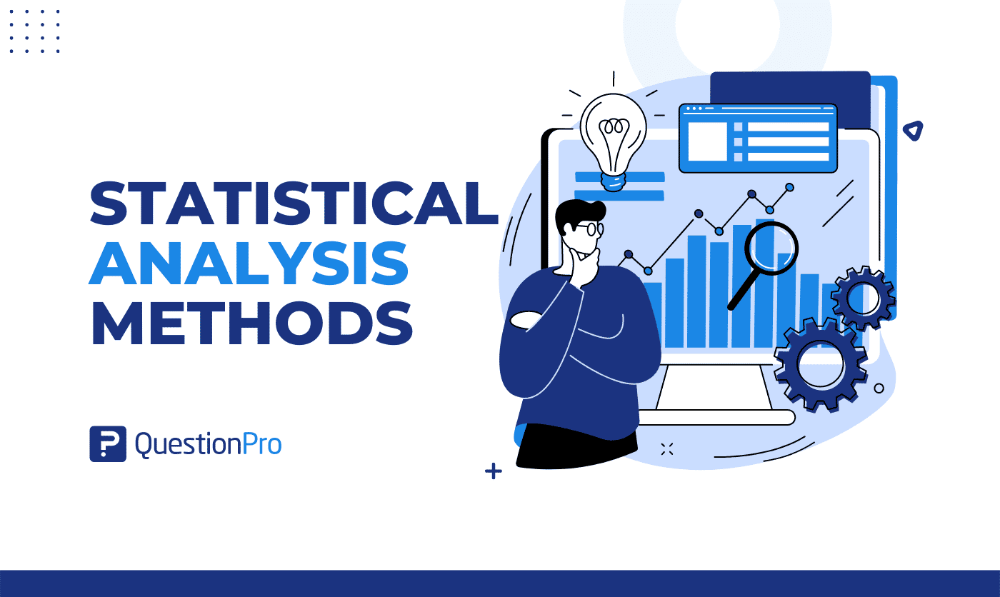 STATISTICAL
ANALYSIS
METHODS
QuestionPro